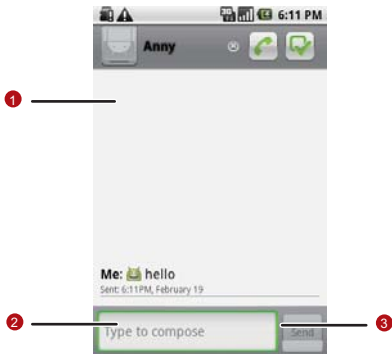 6:11 PM
Anny
1
Me: hello
Sent: 6:11PM, February 19
2
Type to compose
Send
3